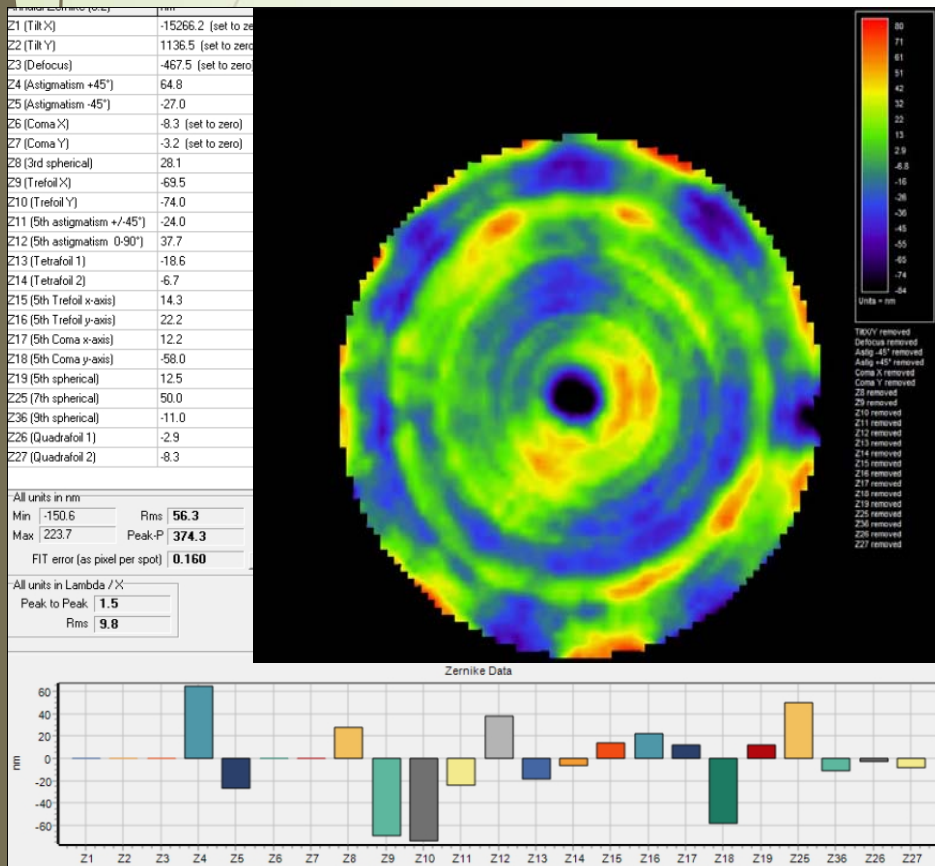 Annular Zernike (0.2) nm
Z1 (Tilt X) -15266.2 (set to ze
Z2 (Tilt Y) 1136.5 (set to zero
Z3 (Defocus) -467.5 (set to zero)
Z4 (Astigmatism +45°) 64.8
Z5 (Astigmatism -45°) -27.0
Z6 (Coma X) -8.3 (set to zero)
Z7 (Coma Y) -3.2 (set to zero)
Z8 (3rd spherical) 28.1
Z9 (Trefoil X) -69.5
Z10 (Trefoil Y) -74.0
Z11 (5th astigmatism +/-45°) -24.0
Z12 (5th astigmatism 0-90°) 37.7
Z13 (Tetrafoil 1) -18.6
Z14 (Tetrafoil 2) -6.7
Z15 (5th Trefoil x-axis) 14.3
Z16 (5th Trefoil y-axis) 22.2
Z17 (5th Coma x-axis) 12.2
Z18 (5th Coma y-axis) -58.0
Z19 (5th spherical) 12.5
Z25 (7th spherical) 50.0
Z36 (9th spherical) -11.0
Z26 (Quadrafoil 1) -2.9
Z27 (Quadrafoil 2) -8.3
All units in nm
Min -150.6 Rms 56.3
Max 223.7 Peak-P 374.3
FIT error (as pixel per spot) 0.160
All units in Lambda / X
Peak to Peak 1.5
Rms 9.8
80
71
61
51
42
32
22
13
2.9
-6.8
-16
-26
-36
-45
-55
-65
-74
-84
Units = nm
TiltX/Y removed
Defocus removed
Astig -45° removed
Astig +45° removed
Coma X removed
Coma Y removed
Z8 removed
Z9 removed
Z10 removed
Z11 removed
Z12 removed
Z13 removed
Z14 removed
Z15 removed
Z16 removed
Z17 removed
Z18 removed
Z19 removed
Z25 removed
Z36 removed
Z26 removed
Z27 removed
Zernike Data
nm
60
40
20
0
-20
-40
-60
Z1 Z2 Z3 Z4 Z5 Z6 Z7 Z8 Z9 Z10 Z11 Z12 Z13 Z14 Z15 Z16 Z17 Z18 Z19 Z25 Z36 Z26 Z27